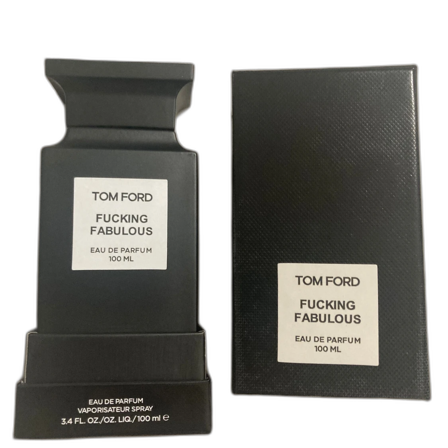 TOM FORD
FUCKING
FABULOUS
EAU DE PARFUM
100 ML
EAU DE PARFUM
VAPORISATEUR SPRAY
3.4 FL. OZ./OZ. LIQ./100 ml ℮
TOM FORD
FUCKING
FABULOUS
EAU DE PARFUM
100 ML